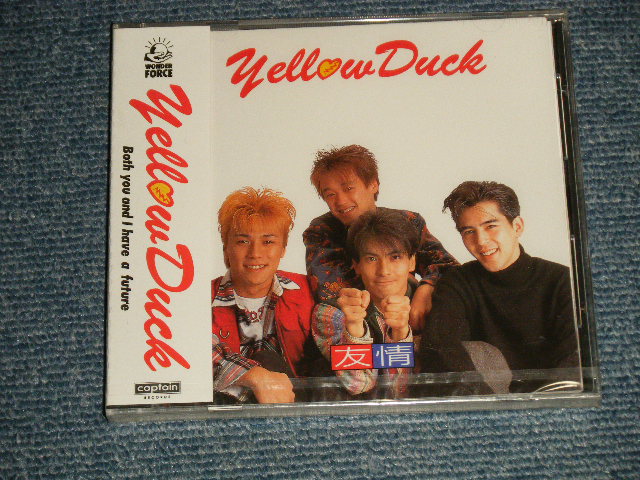 WONDER
FORCE
Yellow Duck
Both you and I have a future
captain
RECORDS
Yellow Duck
友情